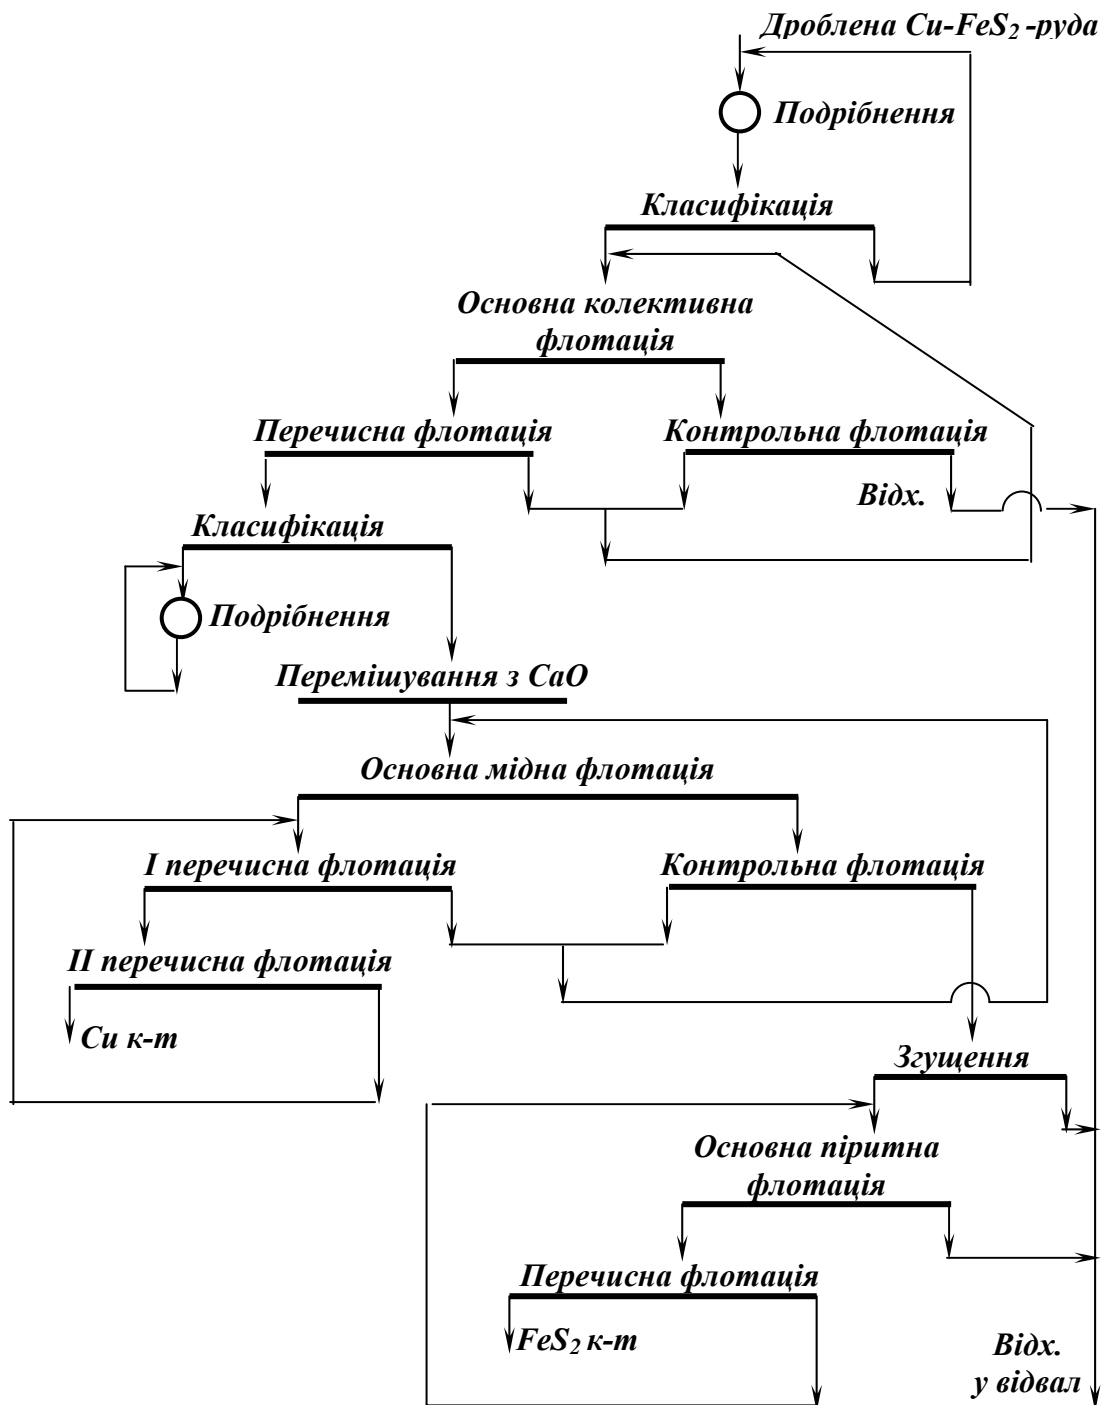 Дроблена Cu-FeS₂ -руда
Подрібнення
Класифікація
Основна колективна
флотація
Перечисна флотація
Контрольна флотація
Відх.
Класифікація
Подрібнення
Перемішування з CaO
Основна мідна флотація
I перечисна флотація
Контрольна флотація
II перечисна флотація
Cu к-т
Згущення
Основна піритна
флотація
Перечисна флотація
FeS₂ к-т
Відх.
у відвал